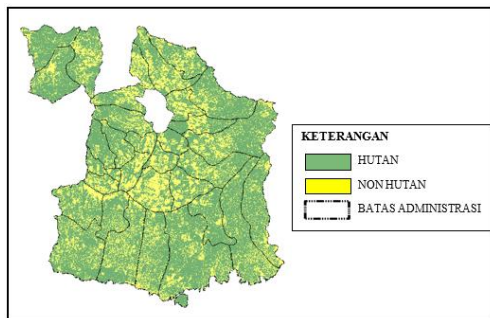 KETERANGAN
HUTAN
NON HUTAN
BATAS ADMINISTRASI